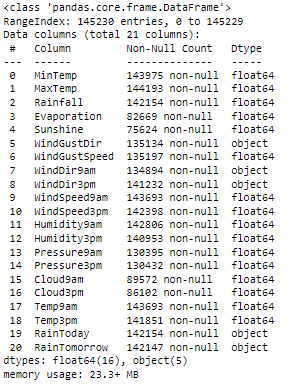 <class 'pandas.core.frame.DataFrame'>
RangeIndex: 145230 entries, 0 to 145229
Data columns (total 21 columns):
 #   Column         Non-Null Count   Dtype
---  ------         --------------   -----
 0   MinTemp        143975 non-null  float64
 1   MaxTemp        144193 non-null  float64
 2   Rainfall       142154 non-null  float64
 3   Evaporation    82669 non-null   float64
 4   Sunshine       75624 non-null   float64
 5   WindGustDir    135134 non-null  object
 6   WindGustSpeed  135197 non-null  float64
 7   WindDir9am     134894 non-null  object
 8   WindDir3pm     141232 non-null  object
 9   WindSpeed9am   143693 non-null  float64
 10  WindSpeed3pm   142398 non-null  float64
 11  Humidity9am    142806 non-null  float64
 12  Humidity3pm    140953 non-null  float64
 13  Pressure9am    130395 non-null  float64
 14  Pressure3pm    130432 non-null  float64
 15  Cloud9am       89572 non-null   float64
 16  Cloud3pm       86102 non-null   float64
 17  Temp9am        143693 non-null  float64
 18  Temp3pm        141851 non-null  float64
 19  RainToday      142154 non-null  object
 20  RainTomorrow   142147 non-null  object
dtypes: float64(16), object(5)
memory usage: 23.3+ MB